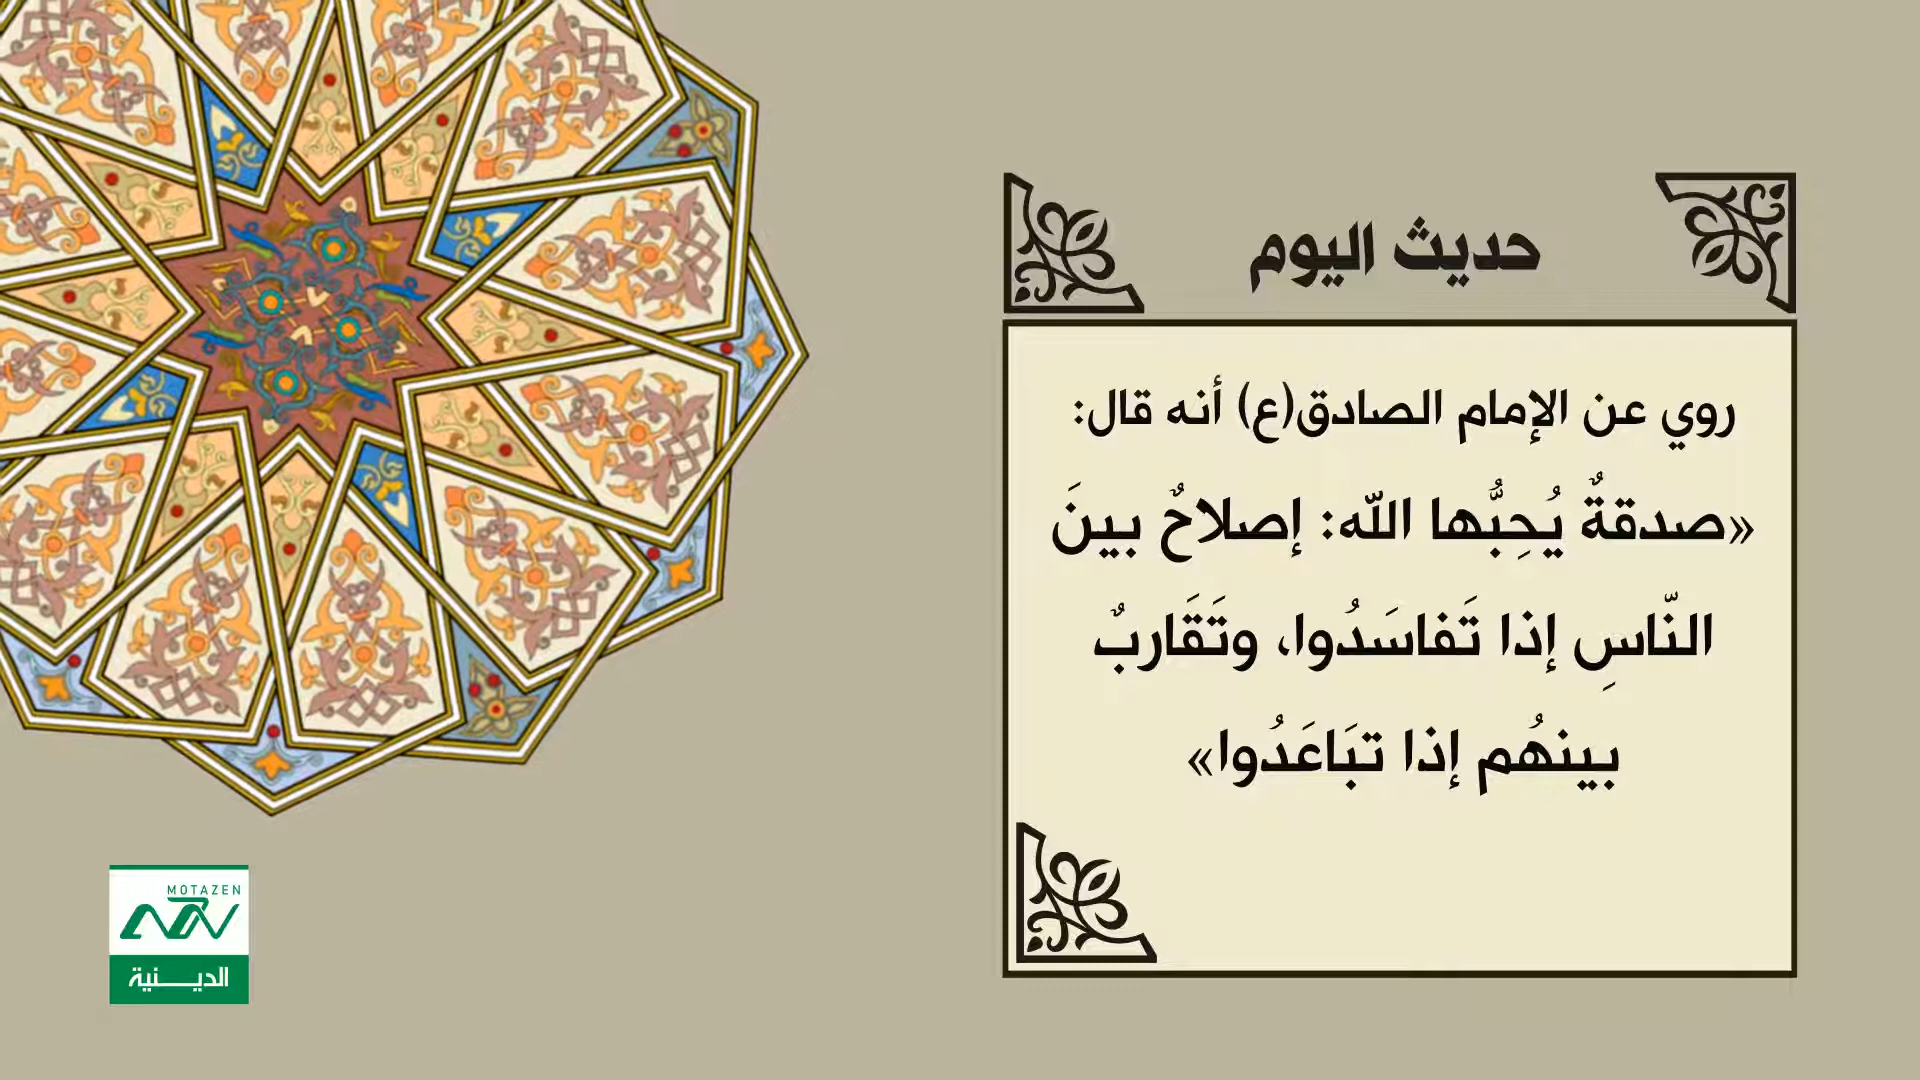 حديث اليوم
روي عن الإمام الصادق(ع) أنه قال:
«صدقةٌ يُحِبُّها اللّه: إصلاحٌ بينَ
النّاسِ إذا تَفاسَدُوا، وتَقَاربٌ
بينهُم إذا تبَاعَدُوا»
MOTAZEN
الدينية